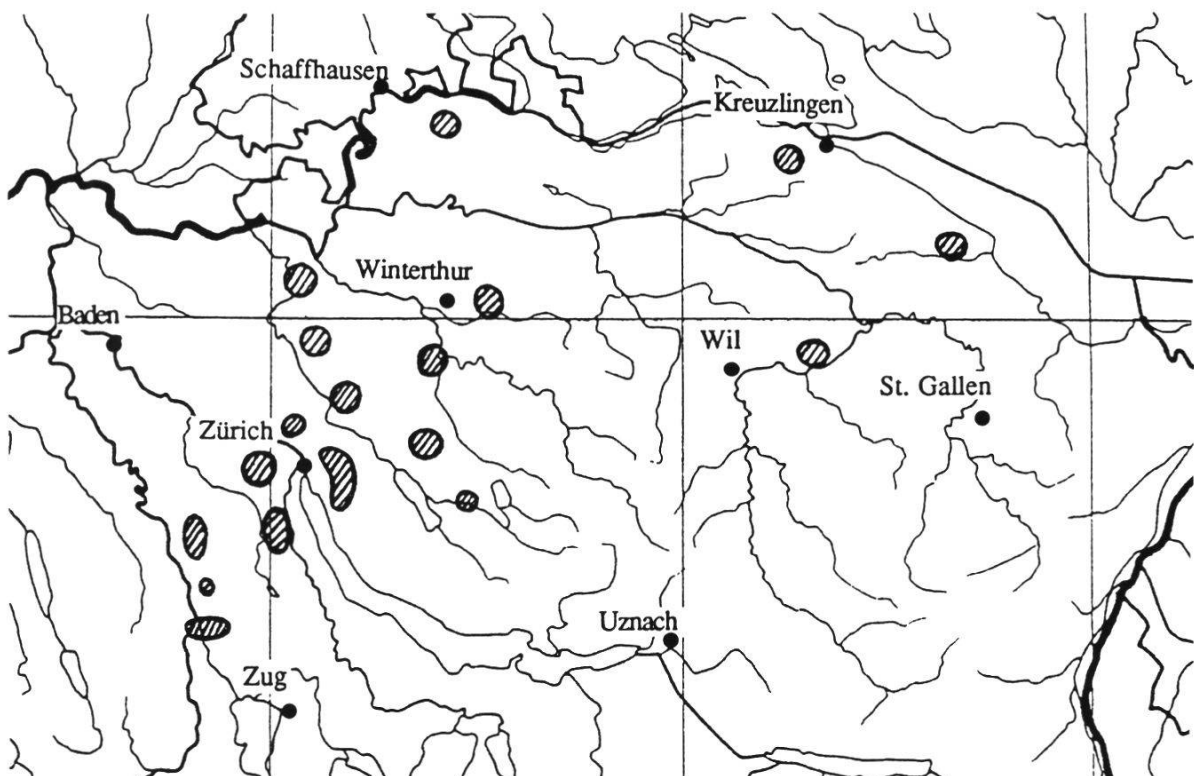 Schaffhausen
Kreuzlingen
Winterthur
Baden
Wil
St. Gallen
Zürich
Uznach
Zug